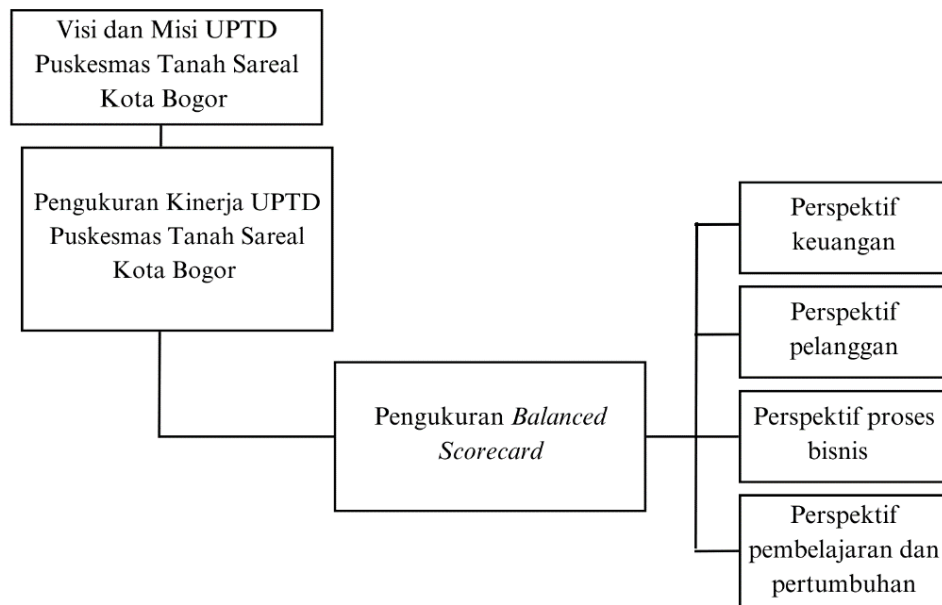 Visi dan Misi UPTD
Puskesmas Tanah Sareal
Kota Bogor
Pengukuran Kinerja UPTD
Puskesmas Tanah Sareal
Kota Bogor
Pengukuran Balanced
Scorecard
Perspektif
keuangan
Perspektif
pelanggan
Perspektif proses
bisnis
Perspektif
pembelajaran dan
pertumbuhan